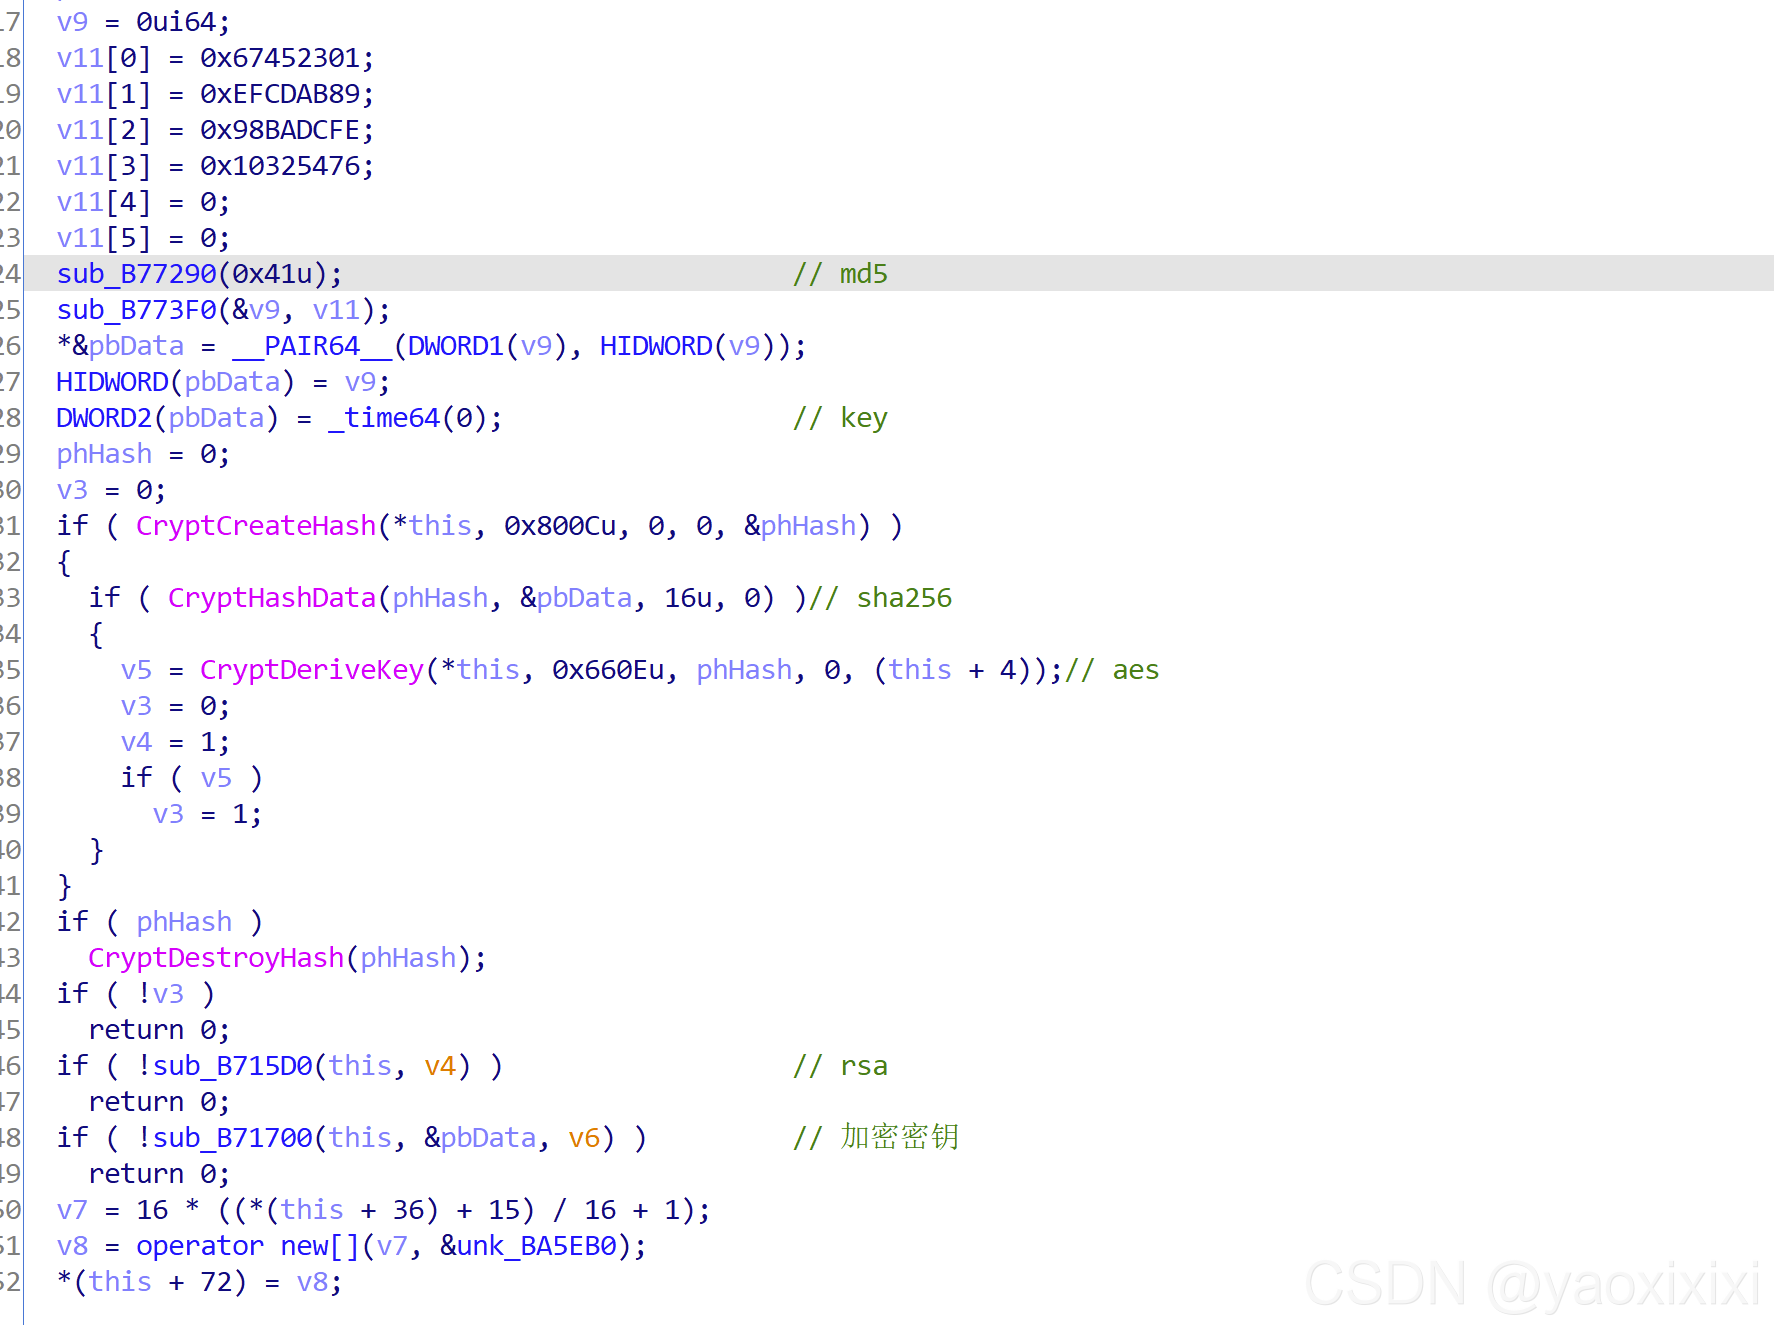 17 v9 = 0ui64;
18 v11[0] = 0x67452301;
19 v11[1] = 0xEFCDAB89;
20 v11[2] = 0x98BADCFE;
21 v11[3] = 0x10325476;
22 v11[4] = 0;
23 v11[5] = 0;
24 sub_B77290(0x41u); // md5
25 sub_B773F0(&v9, v11);
26 *&pbData = __PAIR64__(DWORD1(v9), HIDWORD(v9));
27 HIDWORD(pbData) = v9;
28 DWORD2(pbData) = _time64(0); // key
29 phHash = 0;
30 v3 = 0;
31 if ( CryptCreateHash(*this, 0x800Cu, 0, 0, &phHash) )
32 {
33 if ( CryptHashData(phHash, &pbData, 16u, 0) )// sha256
34 {
35 v5 = CryptDeriveKey(*this, 0x660Eu, phHash, 0, (this + 4));// aes
36 v3 = 0;
37 v4 = 1;
38 if ( v5 )
39 v3 = 1;
40 }
41 }
42 if ( phHash )
43 CryptDestroyHash(phHash);
44 if ( !v3 )
45 return 0;
46 if ( !sub_B715D0(this, v4) ) // rsa
47 return 0;
48 if ( !sub_B71700(this, &pbData, v6) ) // 加密密钥
49 return 0;
50 v7 = 16 * ((*(this + 36) + 15) / 16 + 1);
51 v8 = operator new[](v7, &unk_BA5EB0);
52 *(this + 72) = v8;
CSDN @yaoxixixi